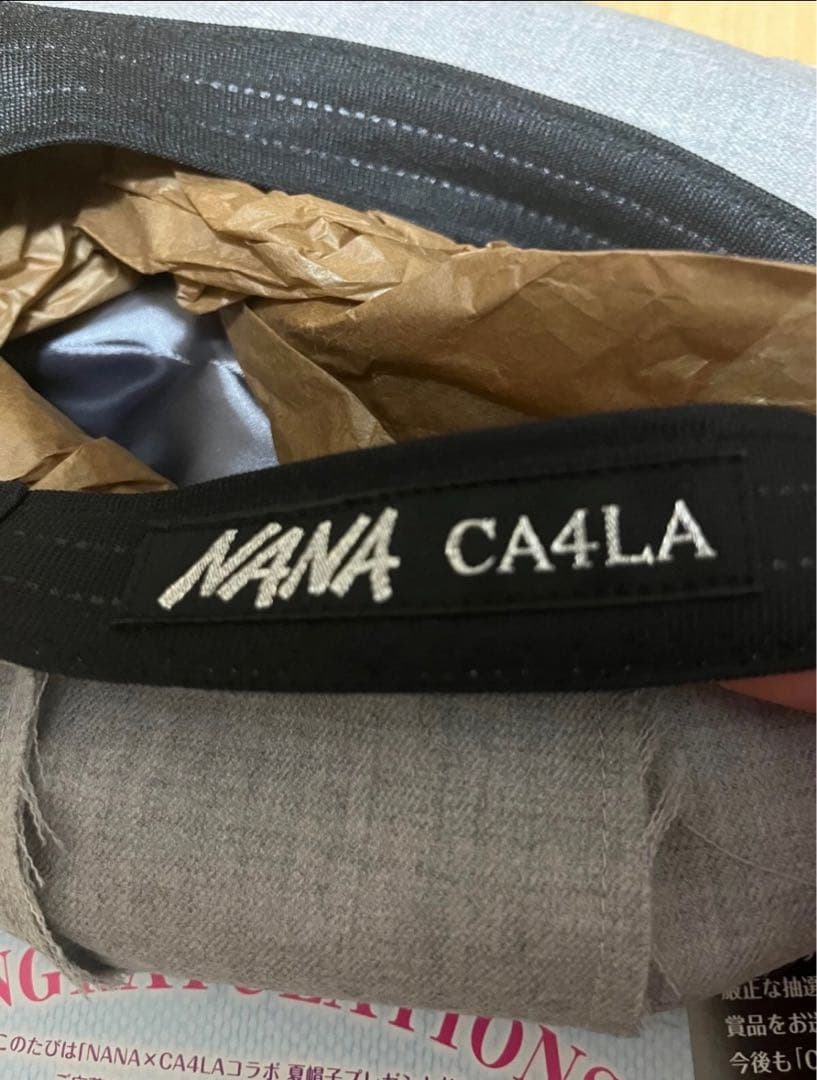 NANA CA4LA
NGRATULATIONS
このたびは「NANA×CA4LAコラボ 夏帽子プレゼント
厳正な抽選
賞品をお送
今後も「C